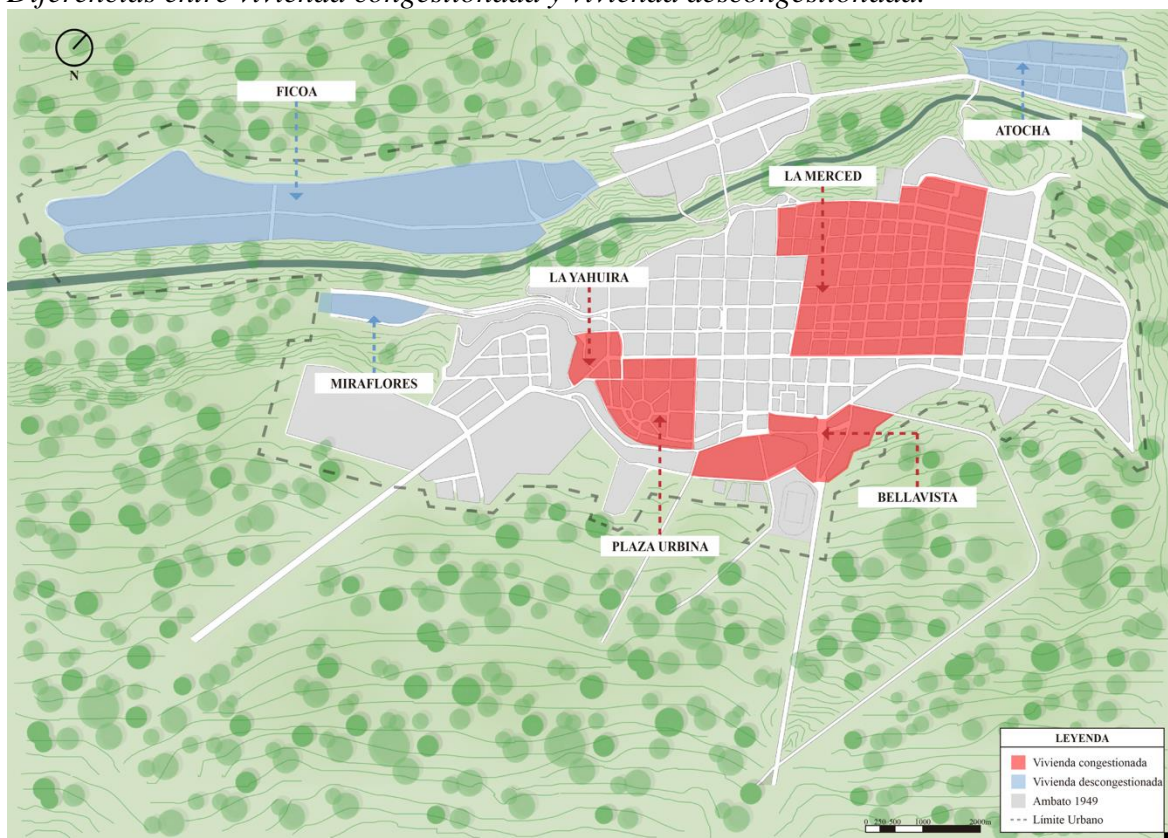 Diferencias entre vivienda congestionada y vivienda descongestionada.
N
FICOA
ATOCHA
LA MERCED
LA YAHUIRA
MIRAFLORES
BELLAVISTA
PLAZA URBINA
LEYENDA
Vivienda congestionada
Vivienda descongestionada
Ambato 1949
Límite Urbano
0 250 500 1000 2000m